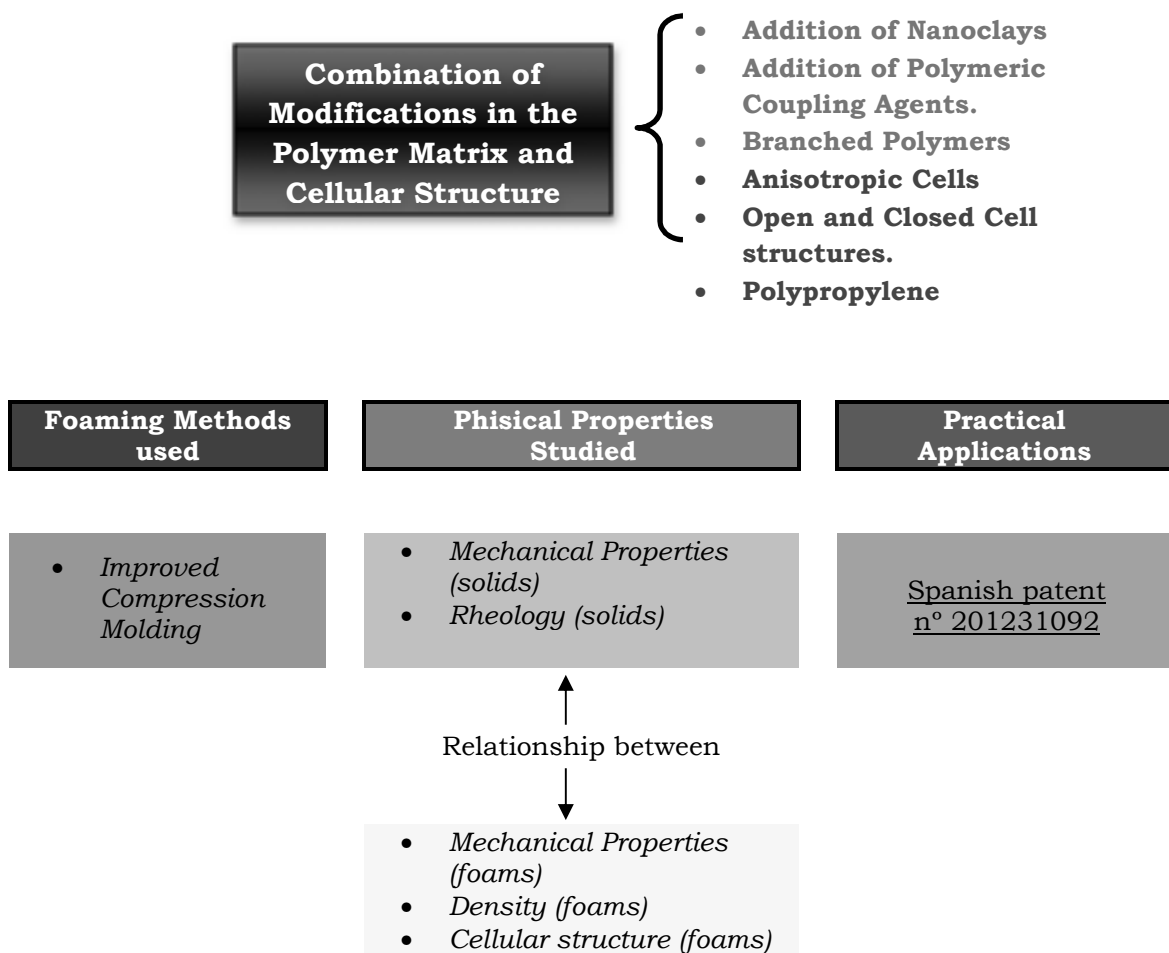 Combination of
Modifications in the
Polymer Matrix and
Cellular Structure
• Addition of Nanoclays
• Addition of Polymeric
Coupling Agents.
• Branched Polymers
• Anisotropic Cells
• Open and Closed Cell
structures.
• Polypropylene
Foaming Methods
used
• Improved
Compression
Molding
Phisical Properties
Studied
• Mechanical Properties
(solids)
• Rheology (solids)
Relationship between
• Mechanical Properties
(foams)
• Density (foams)
• Cellular structure (foams)
Practical
Applications
Spanish patent
nº 201231092